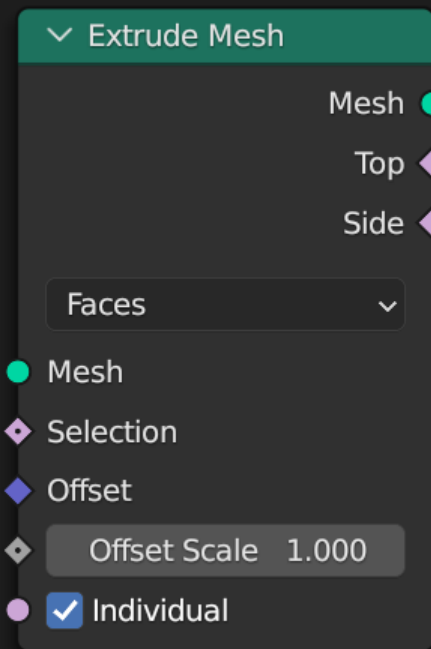 Extrude Mesh
Mesh
Top
Side
Faces
Mesh
Selection
Offset
Offset Scale 1.000
Individual